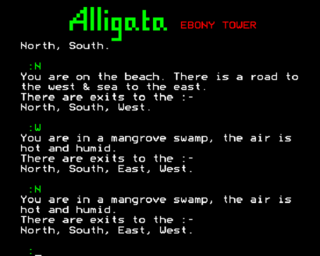 Alligata EBONY TOWER
North, South.
:N
You are on the beach. There is a road to
the west & sea to the east.
There are exits to the :-
North, South, West.
:W
You are in a mangrove swamp, the air is
hot and humid.
There are exits to the :-
North, South, East, West.
:N
You are in a mangrove swamp, the air is
hot and humid.
There are exits to the :-
North, South, East, West.
:_